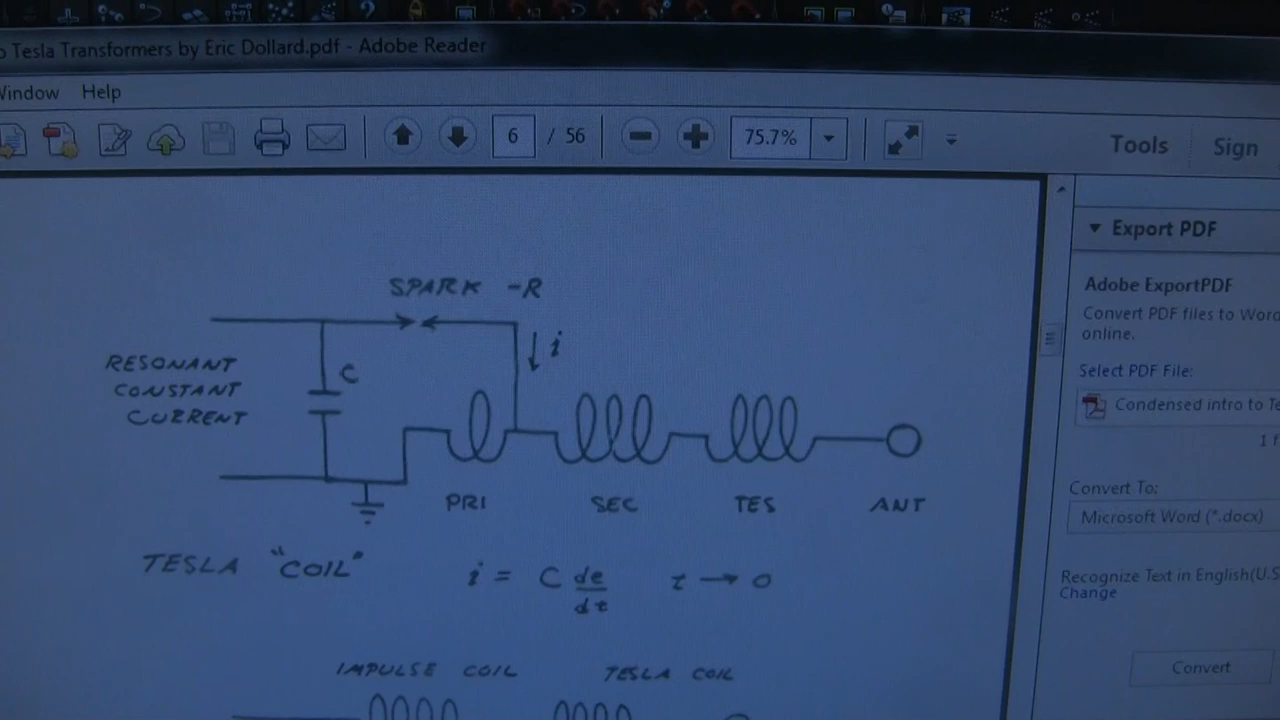 o Tesla Transformers by Eric Dollard.pdf - Adobe Reader
Window Help
6 / 56
75.7%
Tools
Sign
Export PDF
Adobe ExportPDF
Convert PDF files to Word
online.
Select PDF File:
Condensed intro to Te
1 f
Convert To:
Microsoft Word (*.docx)
Recognize Text in English(U.S
Change
Convert
SPARK -R
i
RESONANT
CONSTANT
CURRENT
C
PRI SEC TES ANT
TESLA "COIL"
i = C de/dt t → 0
IMPULSE COIL TESLA COIL